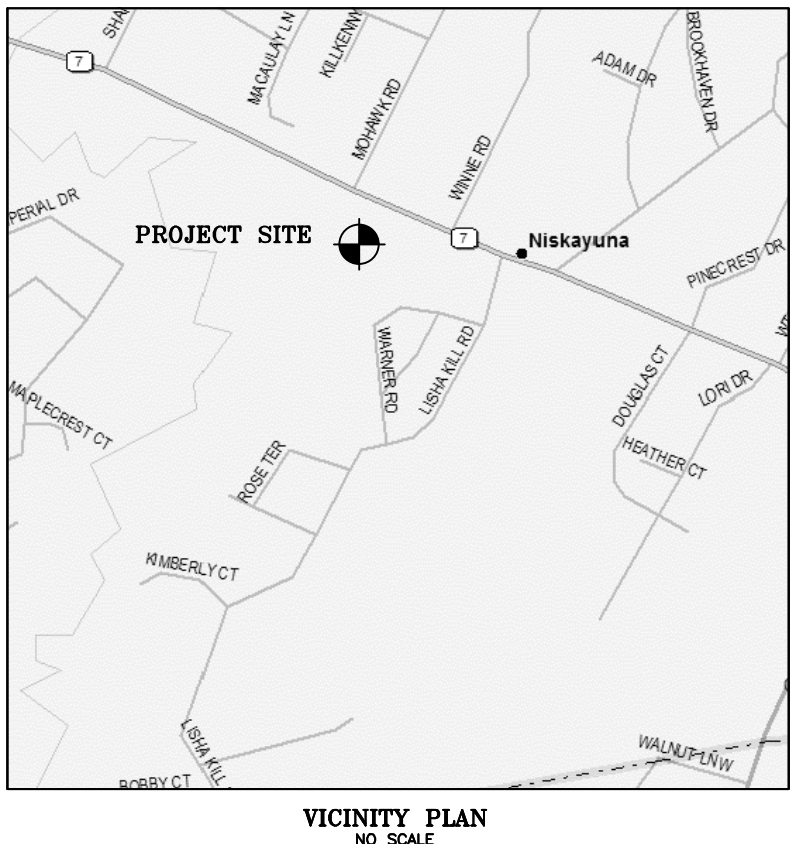 MACAULAY LN
KILLKENNY
MOHAWK RD
WINNE RD
ADAM DR
BROOKHAVEN DR
7
PERIAL DR
PROJECT SITE
7
Niskayuna
PINECREST DR
WARNER RD
LISHA KILL RD
DOUGLAS CT
LORI DR
MAPLECREST CT
HEATHER CT
ROSE TER
KIMBERLY CT
LISHA KILL
WALNUT LN W
BOBBY CT
VICINITY PLAN
NO SCALE